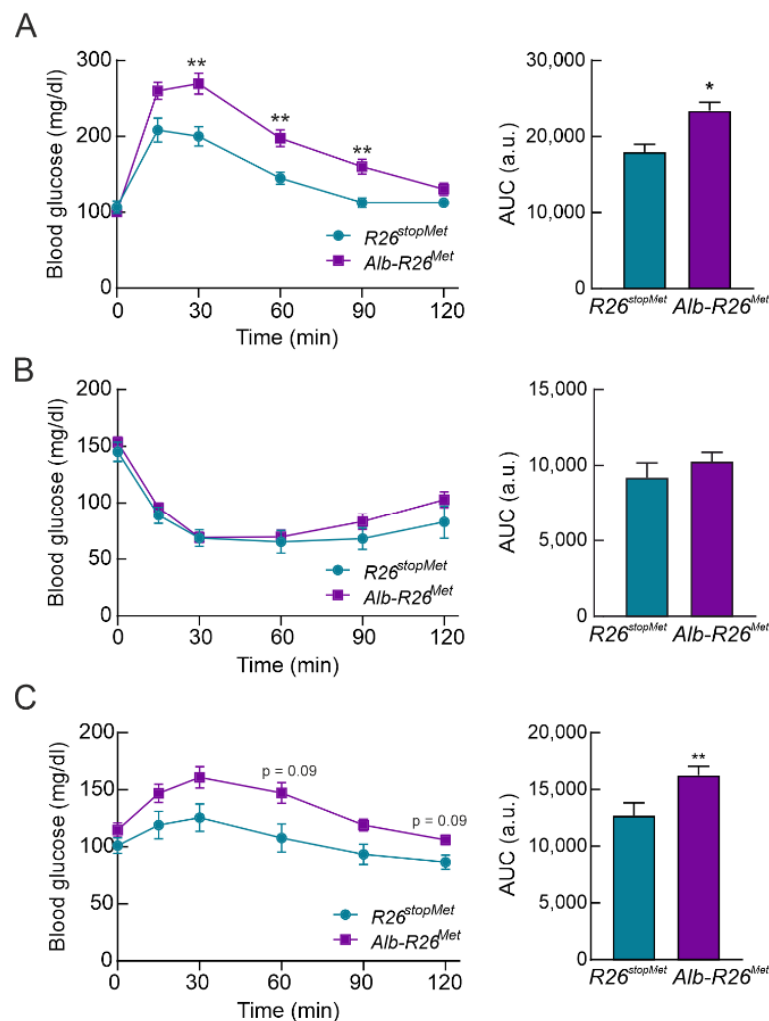 A
Blood glucose (mg/dl)
300
200
100
0
**
**
**
R26stopMet
Alb-R26Met
0 30 60 90 120
Time (min)
AUC (a.u.)
30,000
20,000
10,000
0
*
R26stopMet Alb-R26Met
B
Blood glucose (mg/dl)
200
150
100
50
0
R26stopMet
Alb-R26Met
0 30 60 90 120
Time (min)
AUC (a.u.)
15,000
10,000
5,000
0
R26stopMet Alb-R26Met
C
Blood glucose (mg/dl)
200
150
100
50
0
p = 0.09
p = 0.09
R26stopMet
Alb-R26Met
0 30 60 90 120
Time (min)
AUC (a.u.)
20,000
15,000
10,000
5,000
0
**
R26stopMet Alb-R26Met